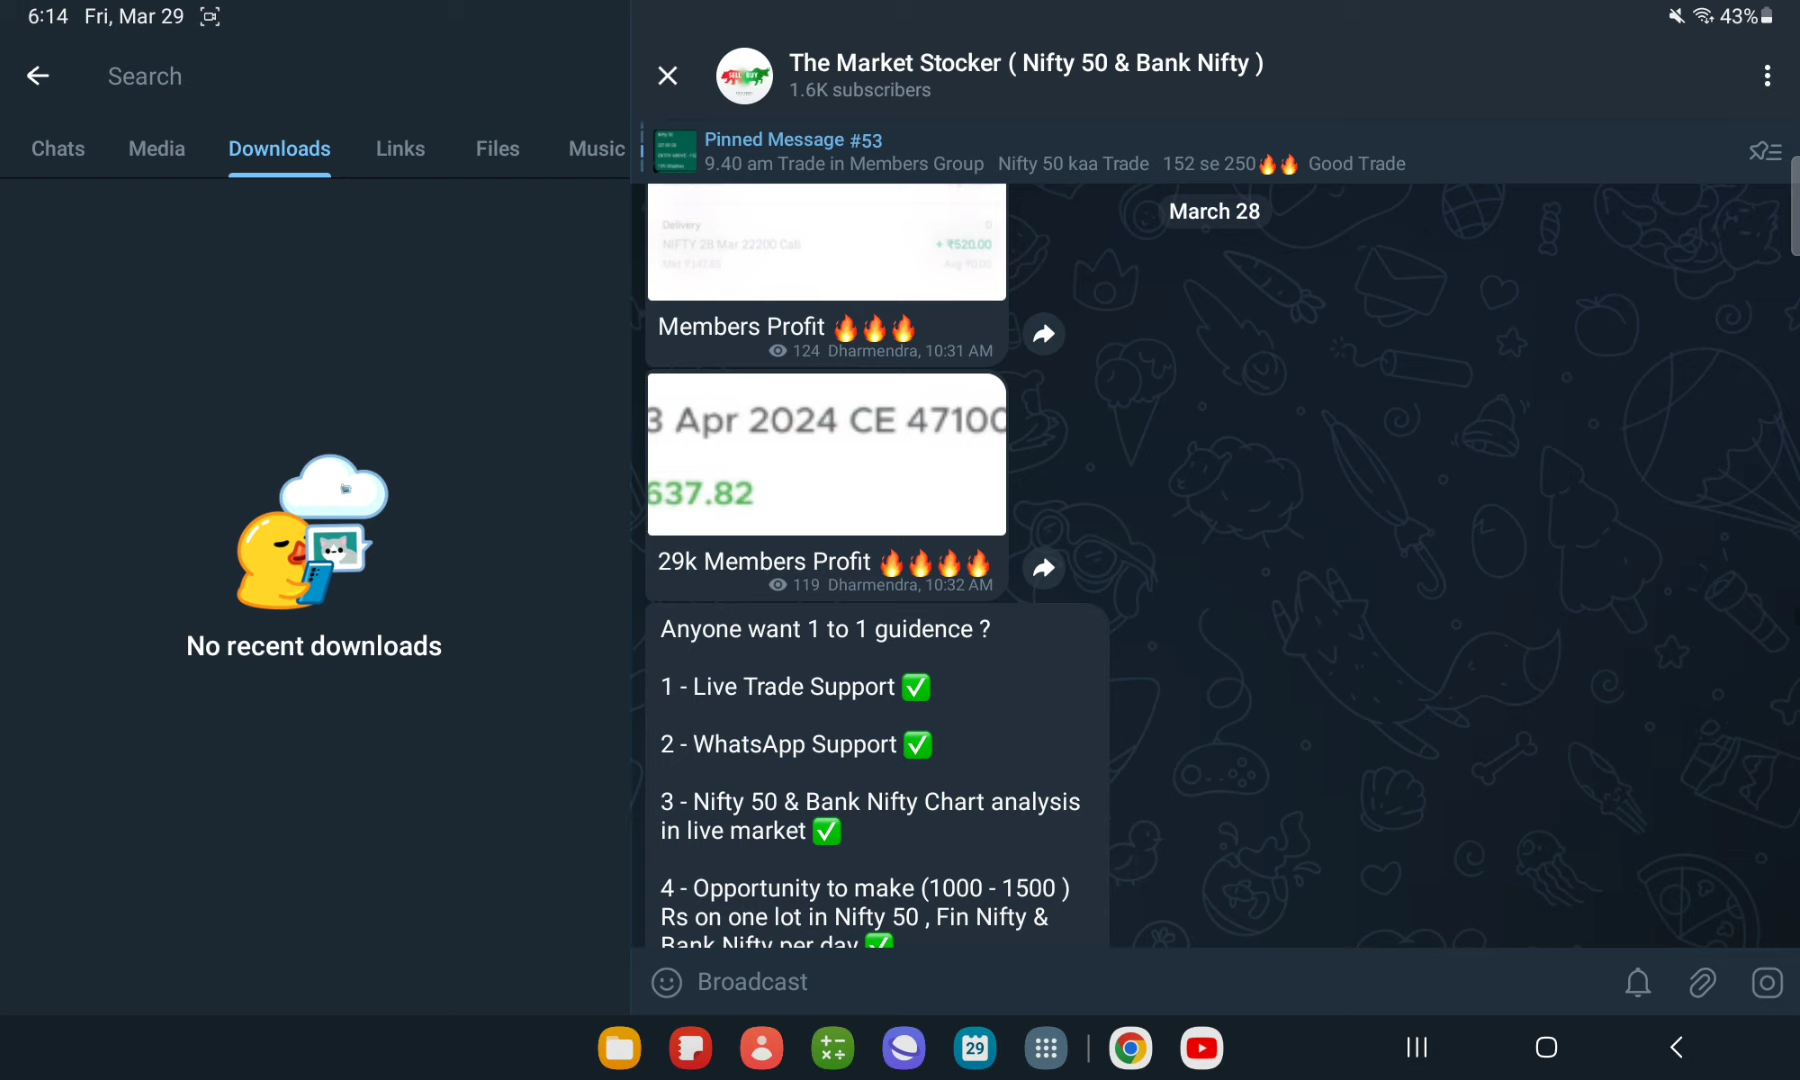 6:14 Fri, Mar 29
43%
Search
Chats Media Downloads Links Files Music
No recent downloads
The Market Stocker ( Nifty 50 & Bank Nifty )
1.6K subscribers
Pinned Message #53
9.40 am Trade in Members Group Nifty 50 kaa Trade 152 se 250🔥🔥 Good Trade
March 28
Delivery 0
NIFTY 28 Mar 22200 Call + ₹520.00
Members Profit 🔥🔥🔥
124 Dharmendra, 10:31 AM
3 Apr 2024 CE 47100
637.82
29k Members Profit 🔥🔥🔥🔥
119 Dharmendra, 10:32 AM
Anyone want 1 to 1 guidence ?
1 - Live Trade Support ✅
2 - WhatsApp Support ✅
3 - Nifty 50 & Bank Nifty Chart analysis
in live market ✅
4 - Opportunity to make (1000 - 1500 )
Rs on one lot in Nifty 50 , Fin Nifty &
Bank Nifty per day ✅
Broadcast
29